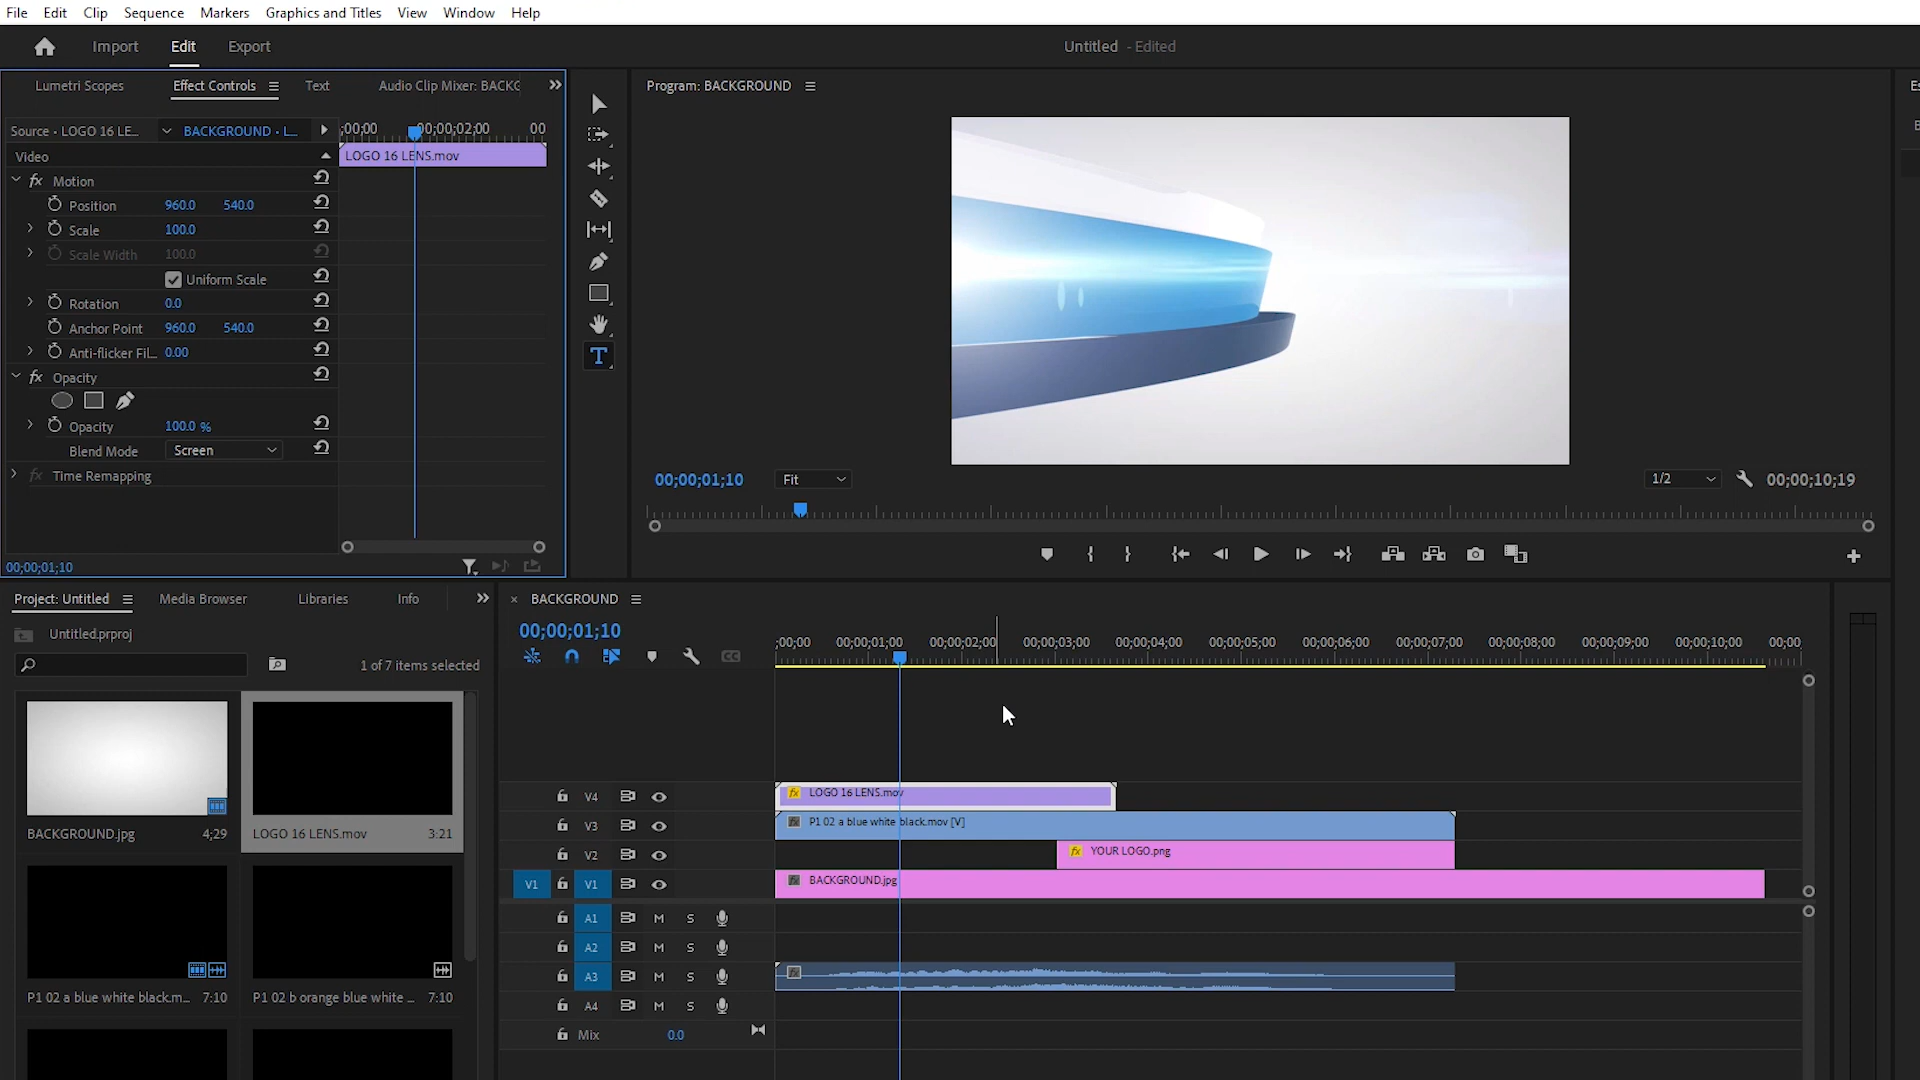 File Edit Clip Sequence Markers Graphics and Titles View Window Help
Import Edit Export
Untitled - Edited
Lumetri Scopes Effect Controls Text Audio Clip Mixer: BACKG
Program: BACKGROUND
Source • LOGO 16 LE... BACKGROUND • L...
;00;00 00;00;02;00 00
Video
LOGO 16 LENS.mov
Motion
Position 960.0 540.0
Scale 100.0
Scale Width 100.0
Uniform Scale
Rotation 0.0
Anchor Point 960.0 540.0
Anti-flicker Fil... 0.00
Opacity
Opacity 100.0 %
Blend Mode Screen
Time Remapping
00;00;01;10
00;00;01;10 Fit 1/2 00;00;10;19
Project: Untitled Media Browser Libraries Info
Untitled.prproj
1 of 7 items selected
BACKGROUND.jpg 4;29
LOGO 16 LENS.mov 3:21
P1 02 a blue white black.m... 7:10
P1 02 b orange blue white ... 7:10
× BACKGROUND
00;00;01;10
;00;00 00;00;01;00 00;00;02;00 00;00;03;00 00;00;04;00 00;00;05;00 00;00;06;00 00;00;07;00 00;00;08;00 00;00;09;00 00;00;10;00 00;00;
V4 fx LOGO 16 LENS.mov
V3 fx P1 02 a blue white black.mov [V]
V2 fx YOUR LOGO.png
V1 V1 fx BACKGROUND.jpg
A1 M S
A2 M S
A3 M S fx
A4 M S
Mix 0.0